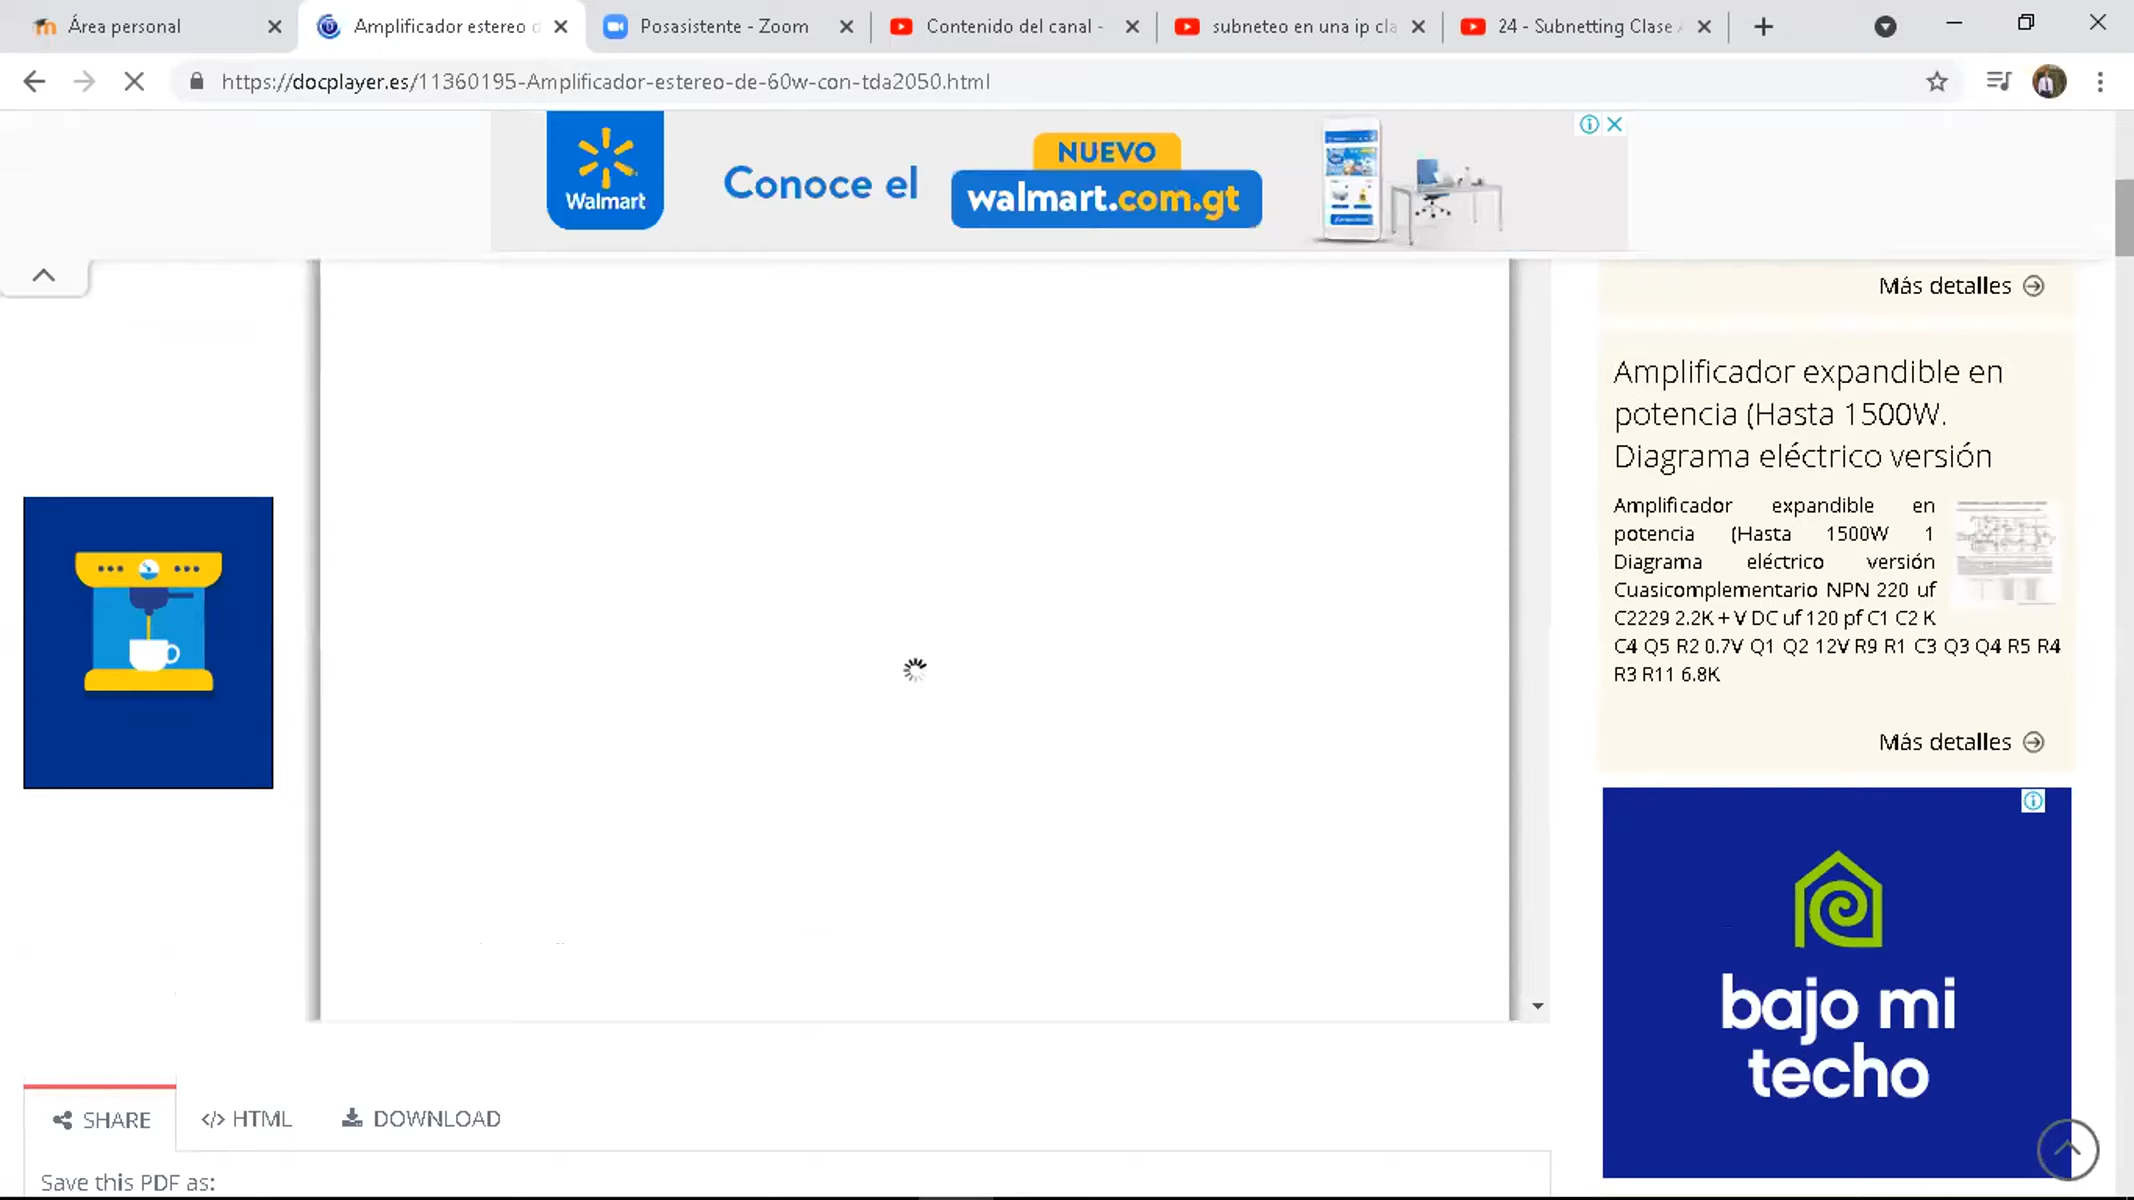 Área personal
Amplificador estereo d
Posasistente - Zoom
Contenido del canal -
subneteo en una ip cla
24 - Subnetting Clase A
https://docplayer.es/11360195-Amplificador-estereo-de-60w-con-tda2050.html
Walmart
Conoce el
NUEVO
walmart.com.gt
Más detalles
Amplificador expandible en
potencia (Hasta 1500W.
Diagrama eléctrico versión
Amplificador expandible en
potencia (Hasta 1500W 1
Diagrama eléctrico versión
Cuasicomplementario NPN 220 uf
C2229 2.2K + V DC uf 120 pf C1 C2 K
C4 Q5 R2 0.7V Q1 Q2 12V R9 R1 C3 Q3 Q4 R5 R4
R3 R11 6.8K
Más detalles
bajo mi
techo
SHARE
</> HTML
DOWNLOAD
Save this PDF as: